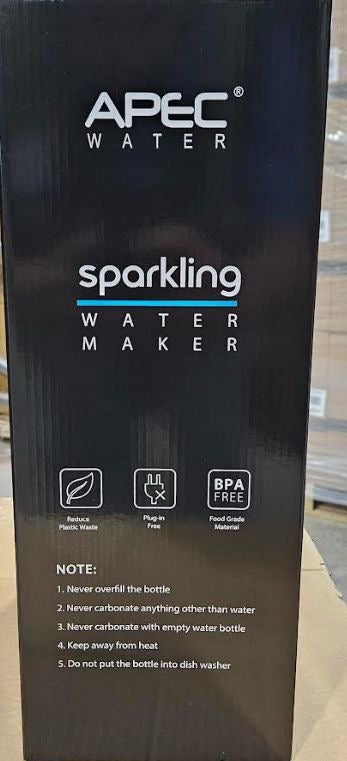 APEC®
WATER
sparkling
WATER
MAKER
BPA
FREE
Reduce
Plastic Waste
Plug-in
Free
Food Grade
Material
NOTE:
1. Never overfill the bottle
2. Never carbonate anything other than water
3. Never carbonate with empty water bottle
4. Keep away from heat
5. Do not put the bottle into dish washer